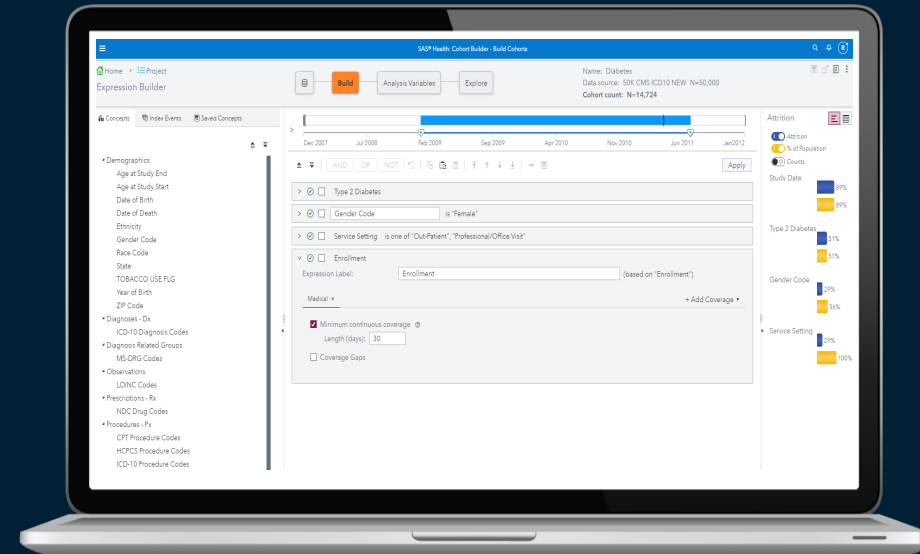 SAS® Health: Cohort Builder - Build Cohorts
R
Home Project
Expression Builder
Build
Analysis Variables
Explore
Name: Diabetes
Data source: 50K CMS ICD10 NEW N=50,000
Cohort count: N=14,724
Concepts Index Events Saved Concepts
Demographics
Age at Study End
Age at Study Start
Date of Birth
Date of Death
Ethnicity
Gender Code
Race Code
State
TOBACCO USE FLG
Year of Birth
ZIP Code
Diagnoses - Dx
ICD-10 Diagnosis Codes
Diagnosis Related Groups
MS-DRG Codes
Observations
LOINC Codes
Prescriptions - Rx
NDC Drug Codes
Procedures - Px
CPT Procedure Codes
HCPCS Procedure Codes
ICD-10 Procedure Codes
Dec 2007 Jul 2008 Feb 2009 Sep 2009 Apr 2010 Nov 2010 Jun 2011 Jan2012
AND OR NOT Apply
Type 2 Diabetes
Gender Code is "Female"
Service Setting is one of "Out-Patient", "Professional/Office Visit"
Enrollment
Expression Label: Enrollment (based on "Enrollment")
Medical × + Add Coverage
Minimum continuous coverage
Length (days): 30
Coverage Gaps
Attrition
Attrition
% of Population
Counts
Study Date
89%
89%
Type 2 Diabetes
51%
51%
Gender Code
29%
56%
Service Setting
29%
100%